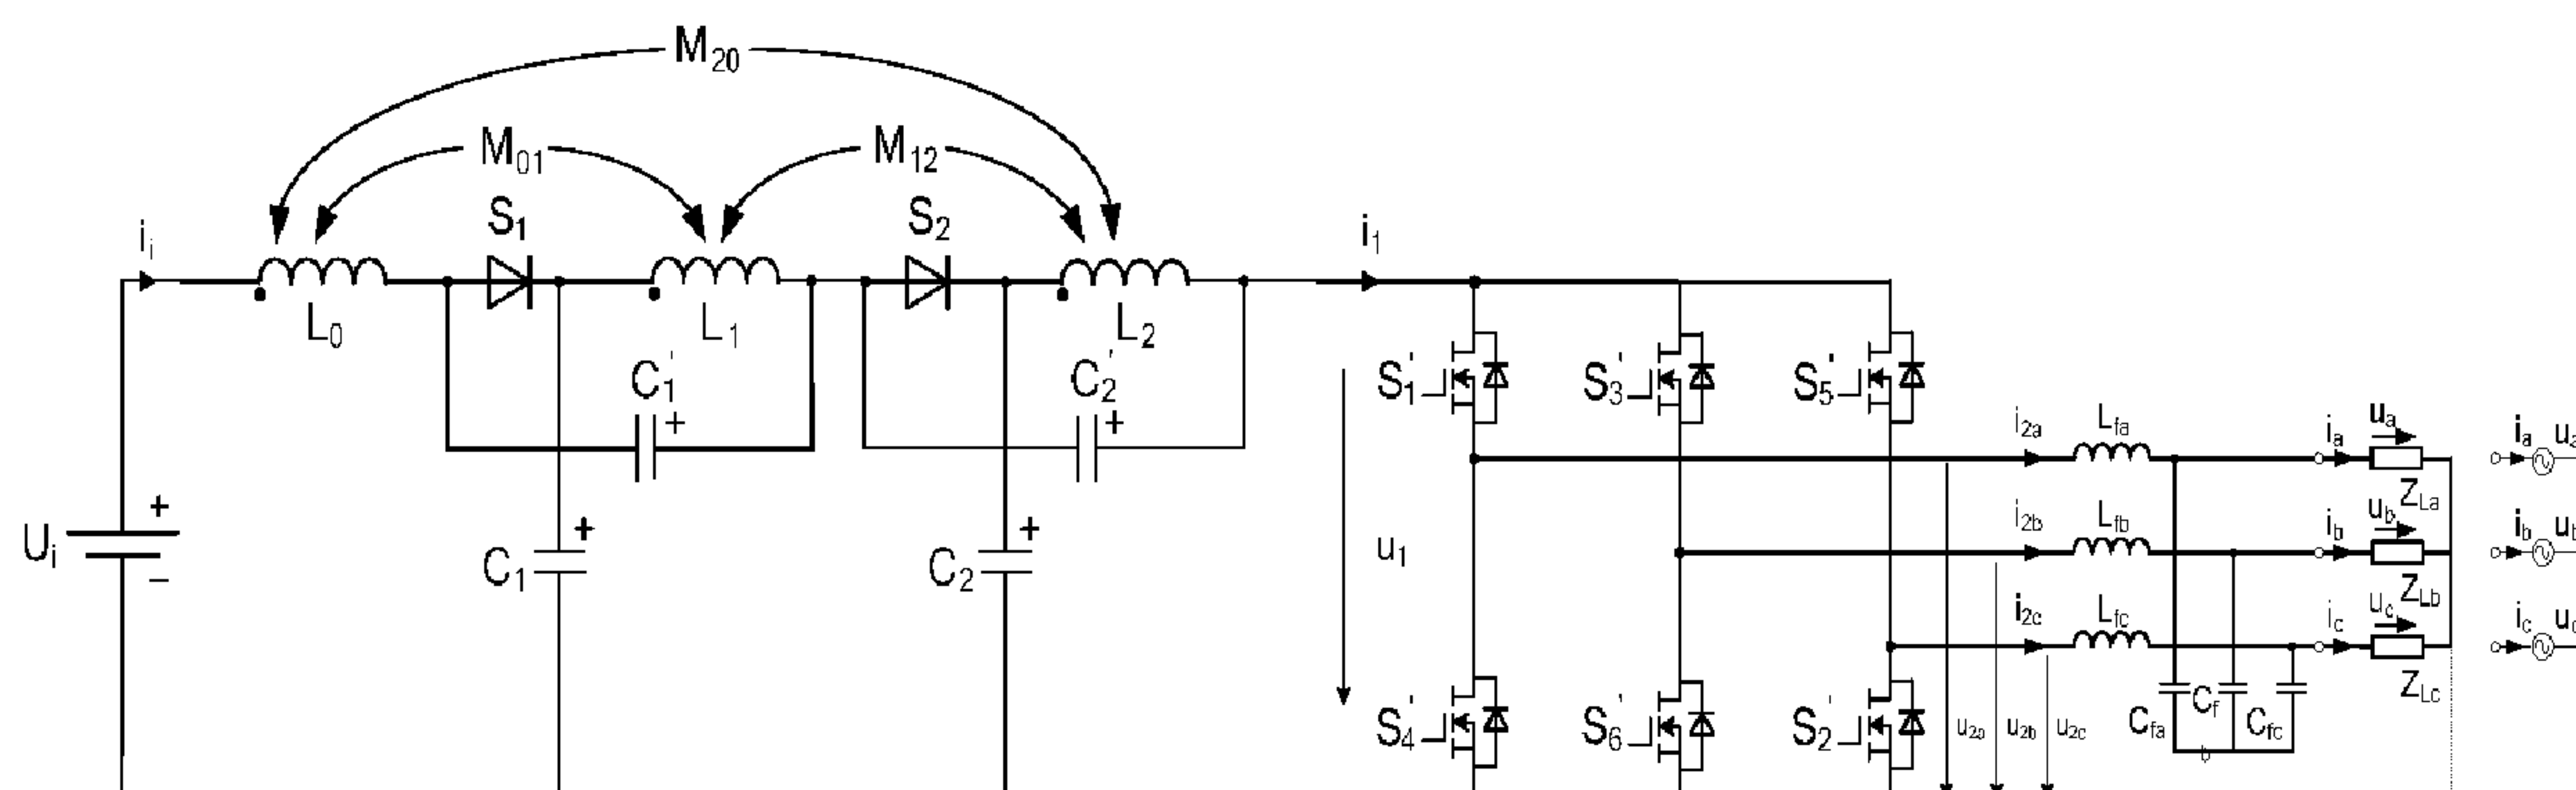 M20
M01
M12
S1
S2
ii
i1
L0
L1
L2
C1'
+
C2'
+
S1'
S3'
S5'
i2a
Lfa
ia
ua
ia
ZLa
Ui
+
−
C1
+
C2
+
u1
i2b
Lfb
ib
ub
ib
ZLb
i2c
Lfc
ic
uc
ic
ZLc
S4'
S6'
S2'
u2a
u2b
u2c
Cfa
Cf
b
Cfc